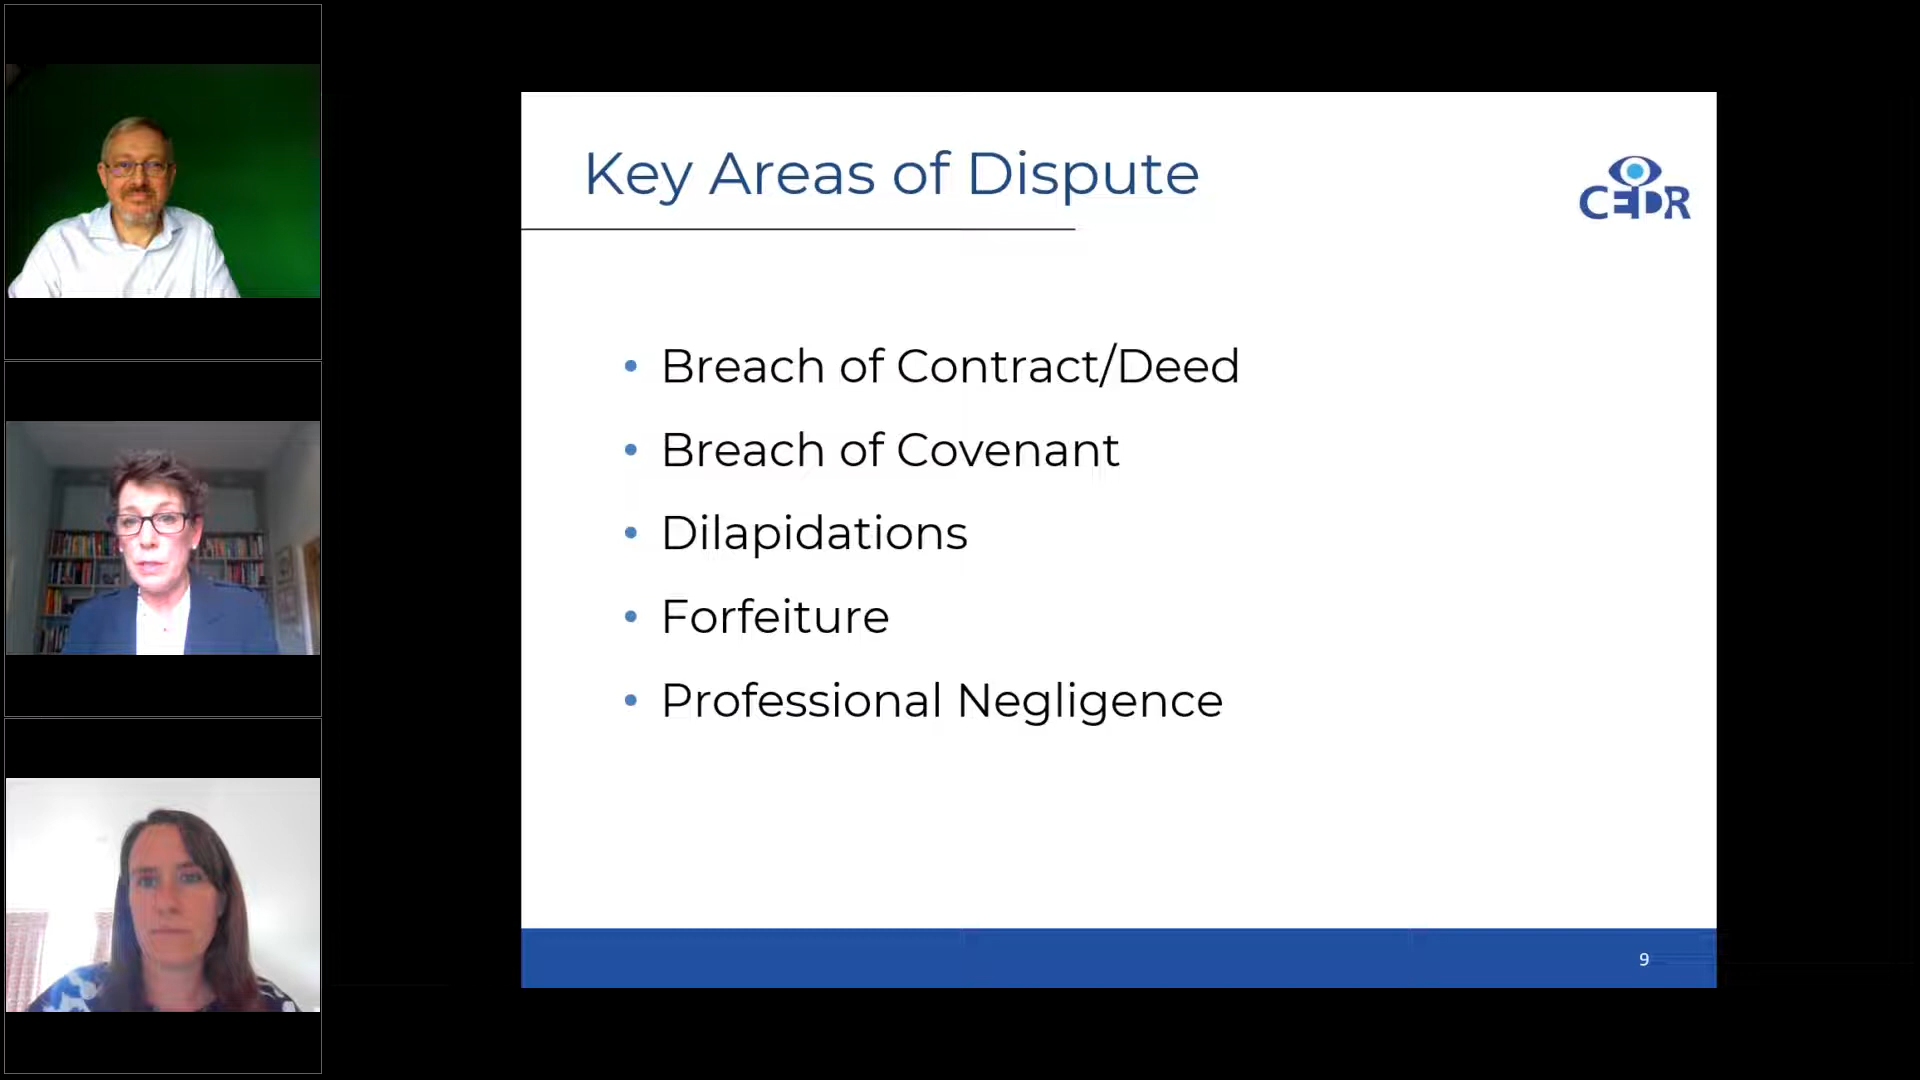 Key Areas of Dispute
CEDR
• Breach of Contract/Deed
• Breach of Covenant
• Dilapidations
• Forfeiture
• Professional Negligence
9